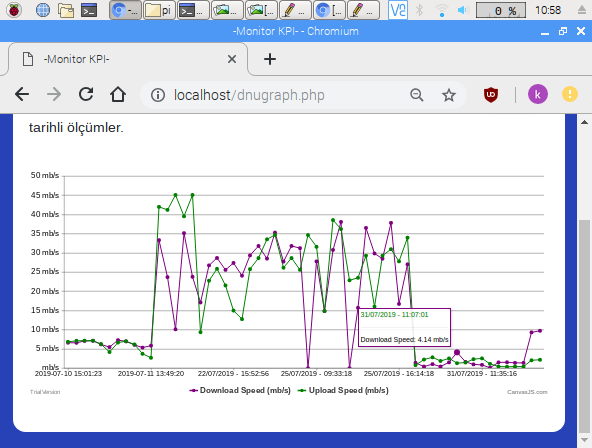 pi
-
[
[
V2
0 %
10:58
-Monitor KPI- - Chromium
-Monitor KPI-
localhost/dnugraph.php
k
tarihli ölçümler.
50 mb/s
45 mb/s
40 mb/s
35 mb/s
30 mb/s
25 mb/s
20 mb/s
15 mb/s
10 mb/s
5 mb/s
mb/s
31/07/2019 - 11:07:01
Download Speed: 4.14 mb/s
2019-07-10 15:01:23
2019-07-11 13:49:20
22/07/2019 - 15:52:56
25/07/2019 - 09:33:18
25/07/2019 - 16:14:18
31/07/2019 - 11:35:16
Download Speed (mb/s)
Upload Speed (mb/s)
Trial Version
CanvasJS.com